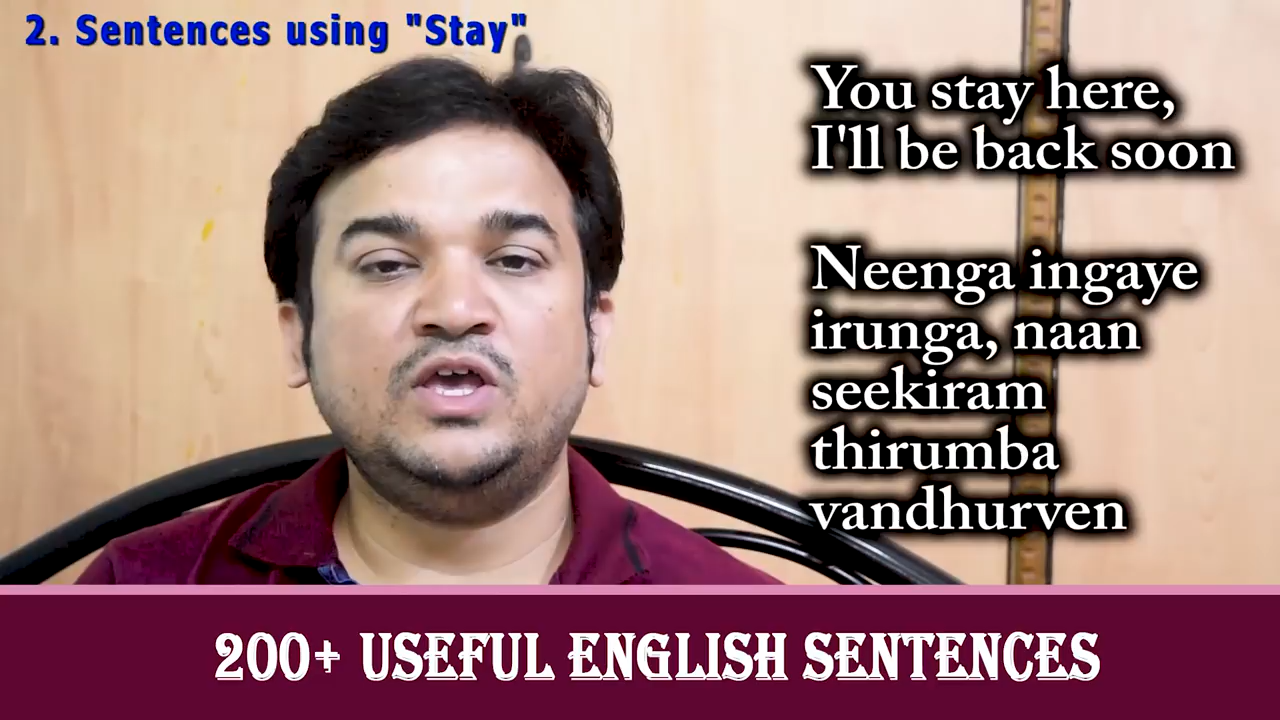 2. Sentences using "Stay"
You stay here,
I'll be back soon
Neenga ingaye
irunga, naan
seekiram
thirumba
vandhurven
200+ USEFUL ENGLISH SENTENCES